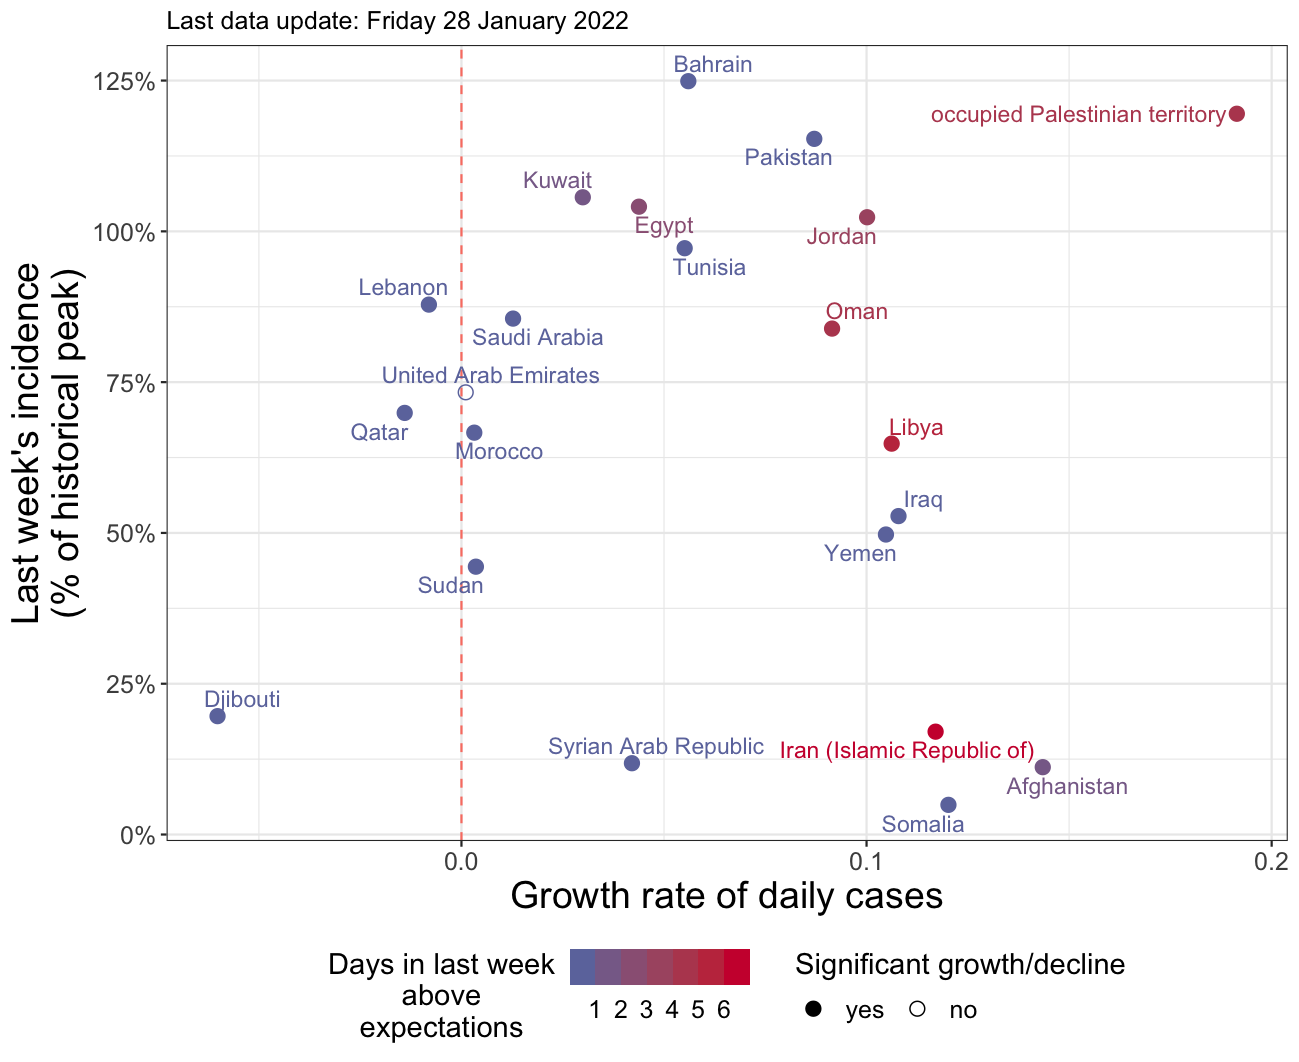 Last data update: Friday 28 January 2022
Bahrain
125%
occupied Palestinian territory
Pakistan
Kuwait
Egypt
100%
Jordan
Tunisia
Lebanon
Oman
Saudi Arabia
United Arab Emirates
75%
Qatar
Libya
Morocco
Iraq
50%
Yemen
Sudan
25%
Djibouti
Syrian Arab Republic
Iran (Islamic Republic of)
Afghanistan
Somalia
0%
Last week's incidence
(% of historical peak)
0.0
0.1
0.2
Growth rate of daily cases
Days in last week
above
expectations
1 2 3 4 5 6
Significant growth/decline
yes no